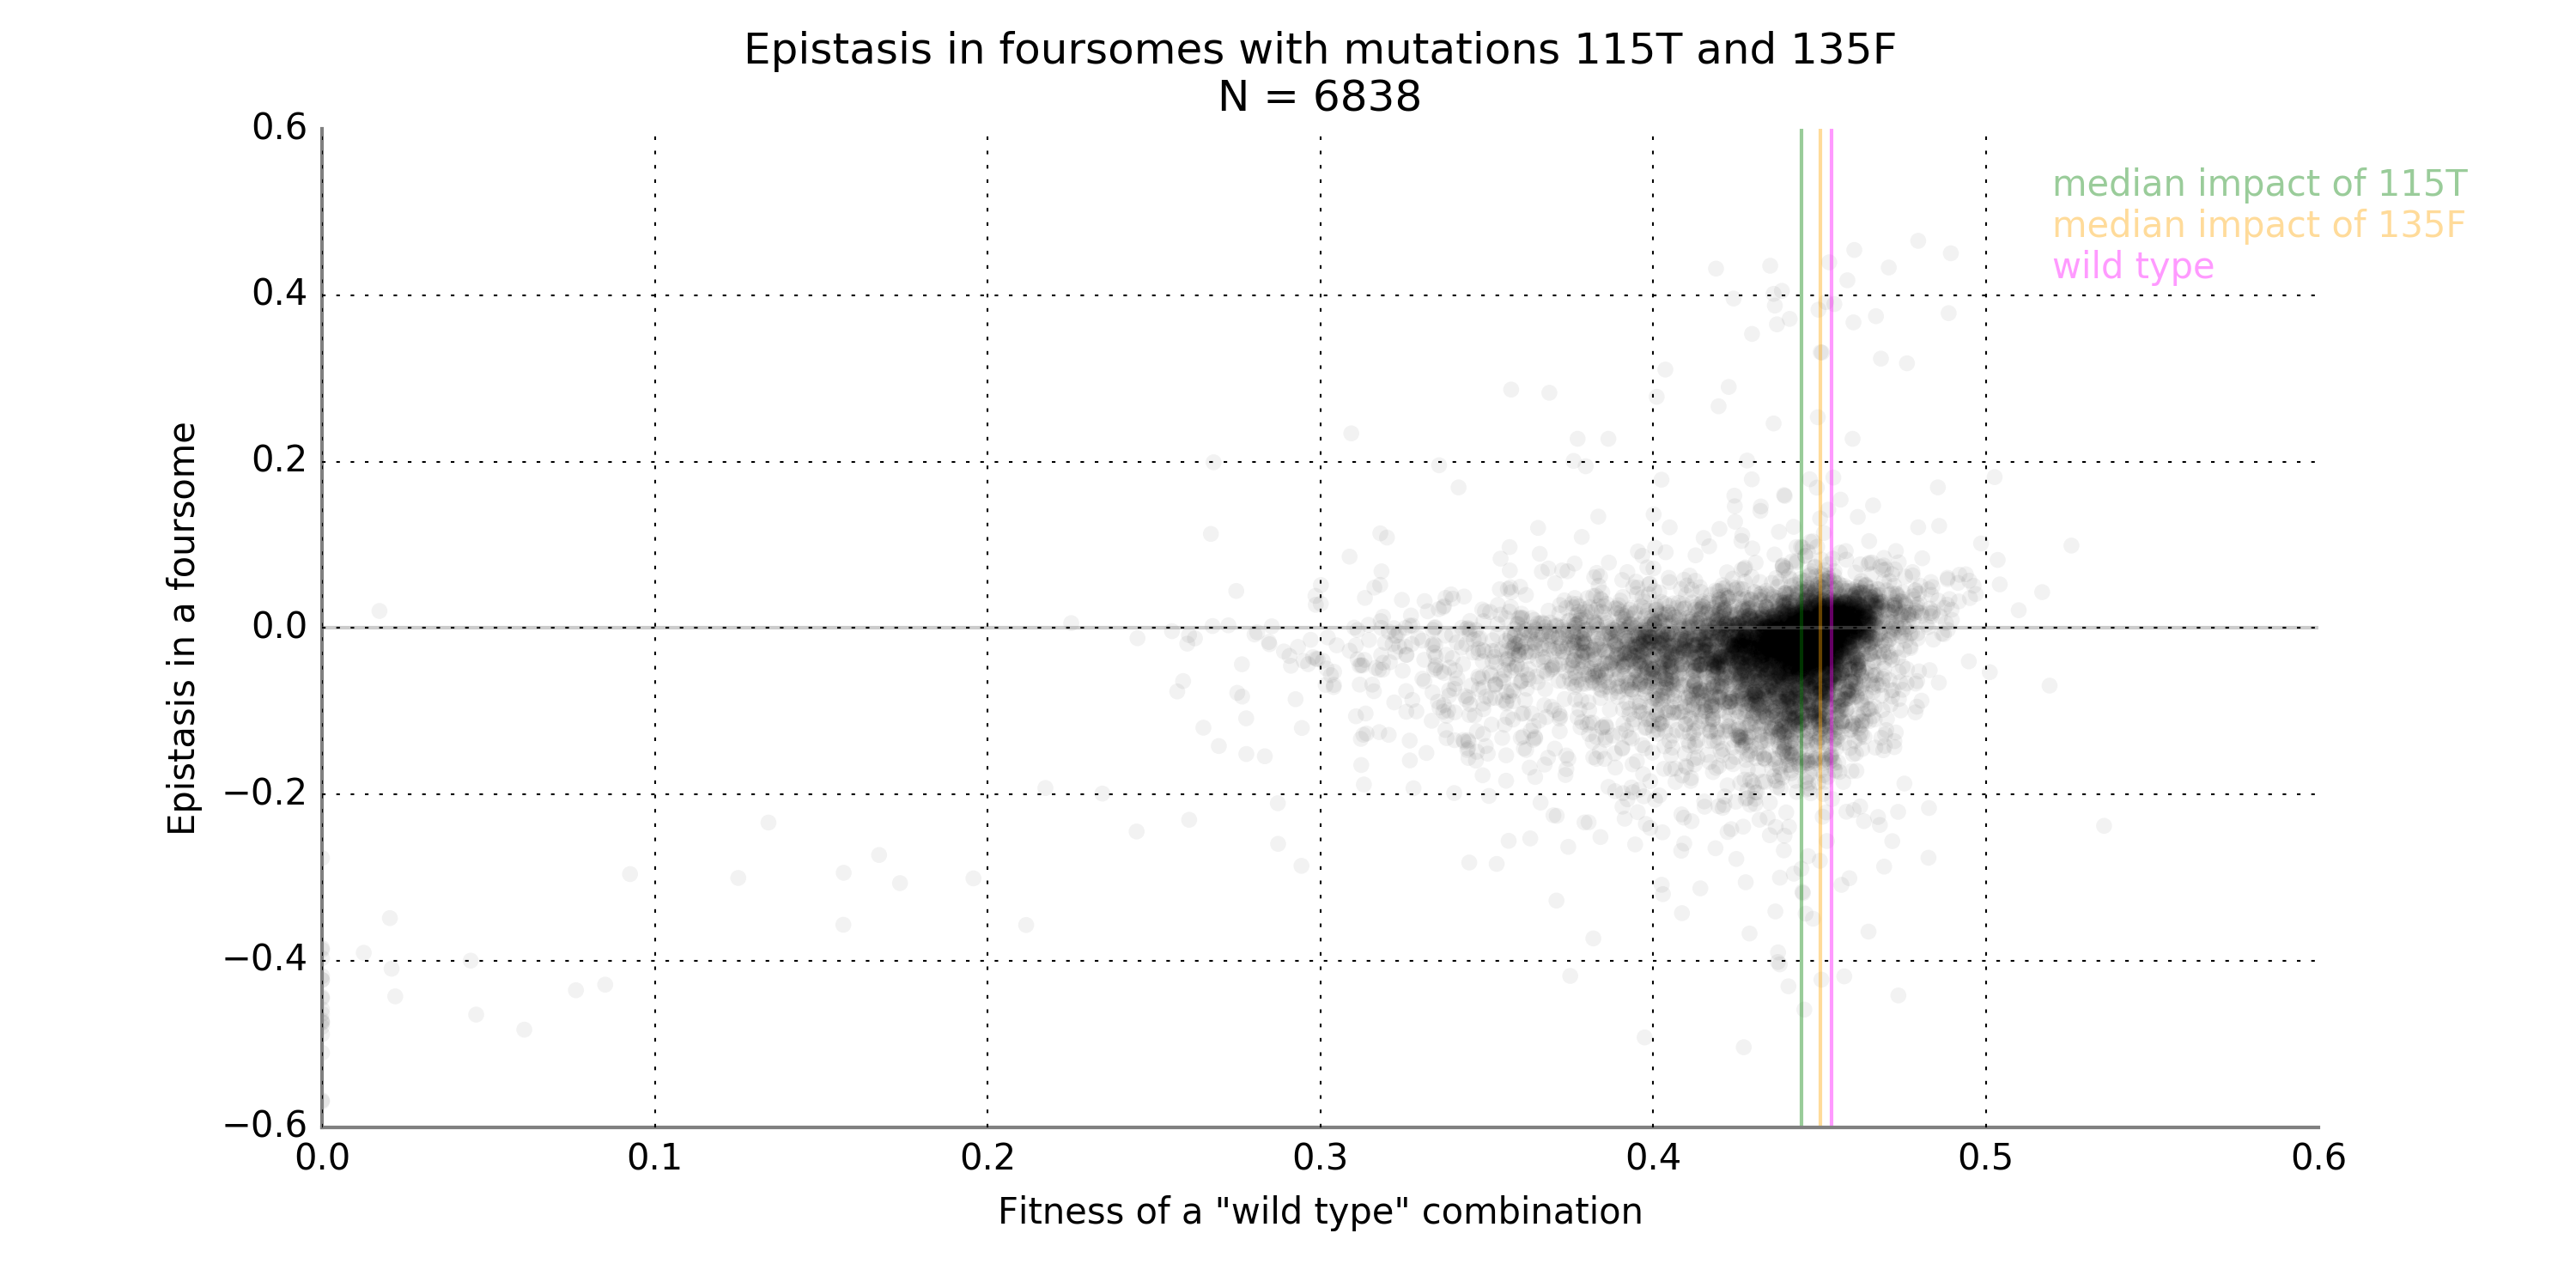 Epistasis in foursomes with mutations 115T and 135F
N = 6838
0.6
0.4
0.2
0.0
−0.2
−0.4
−0.6
Epistasis in a foursome
median impact of 115T
median impact of 135F
wild type
0.0 0.1 0.2 0.3 0.4 0.5 0.6
Fitness of a "wild type" combination